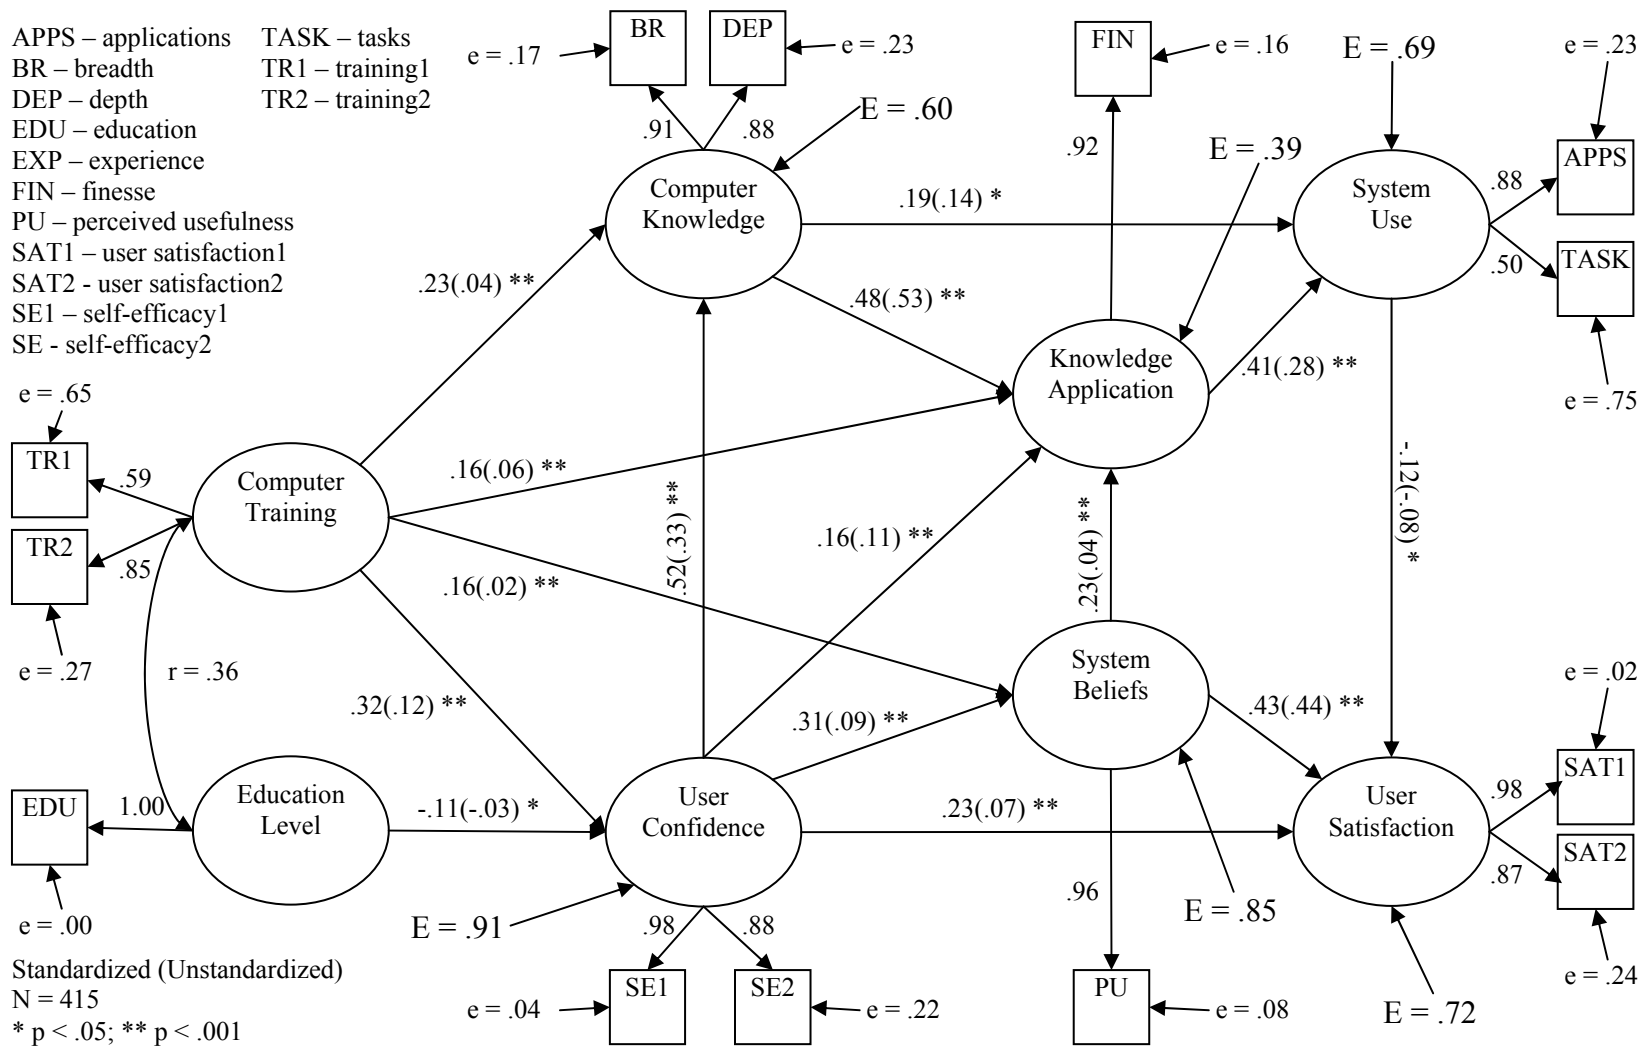 APPS – applications
BR – breadth
DEP – depth
EDU – education
EXP – experience
FIN – finesse
PU – perceived usefulness
SAT1 – user satisfaction1
SAT2 - user satisfaction2
SE1 – self-efficacy1
SE - self-efficacy2
TASK – tasks
TR1 – training1
TR2 – training2
e = .17
BR
DEP
e = .23
.91
.88
E = .60
Computer
Knowledge
FIN
e = .16
.92
E = .39
E = .69
e = .23
APPS
.88
System
Use
TASK
.50
e = .75
.19(.14) *
.23(.04) **
.48(.53) **
Knowledge
Application
.41(.28) **
e = .65
TR1
.59
Computer
Training
TR2
.85
e = .27
.16(.06) **
.52(.33) **
.16(.11) **
.23(.04) **
-.12(-.08) *
.16(.02) **
r = .36
.32(.12) **
System
Beliefs
.31(.09) **
.43(.44) **
e = .02
SAT1
.98
User
Satisfaction
SAT2
.87
e = .24
EDU
1.00
Education
Level
e = .00
-.11(-.03) *
User
Confidence
.23(.07) **
E = .91
.98
.88
.96
E = .85
E = .72
e = .04
SE1
SE2
e = .22
PU
e = .08
Standardized (Unstandardized)
N = 415
* p < .05; ** p < .001